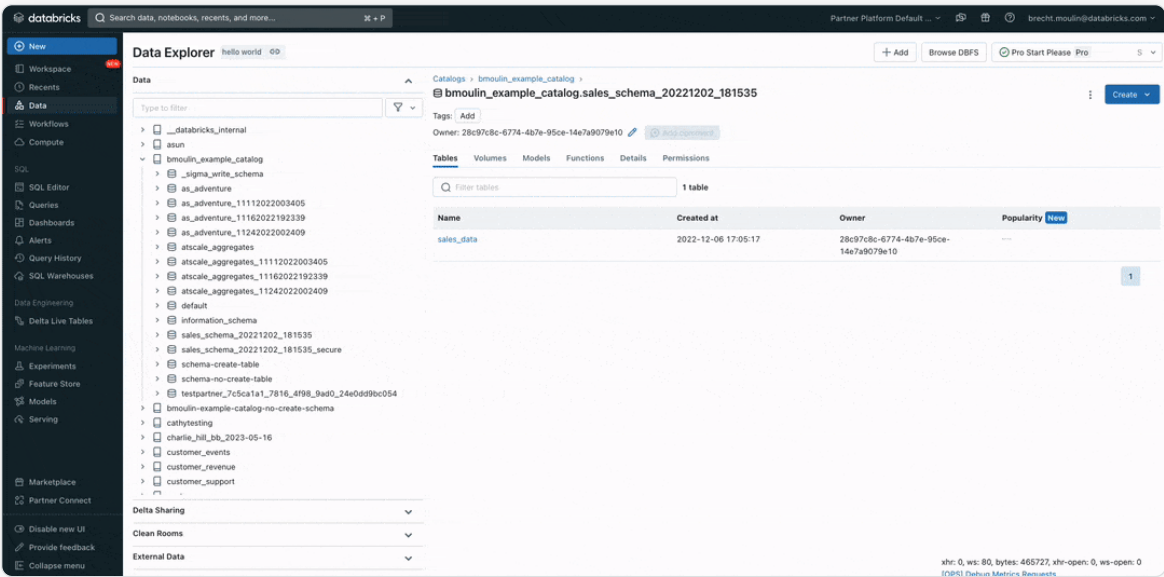 databricks
Search data, notebooks, recents, and more... ⌘ + P
Partner Platform Default ...
brecht.moulin@databricks.com
New
Workspace
NEW
Recents
Data
Workflows
Compute
SQL
SQL Editor
Queries
Dashboards
Alerts
Query History
SQL Warehouses
Data Engineering
Delta Live Tables
Machine Learning
Experiments
Feature Store
Models
Serving
Marketplace
Partner Connect
Disable new UI
Provide feedback
Collapse menu
Data Explorer hello world
+ Add
Browse DBFS
Pro Start Please Pro S
Data
Type to filter
__databricks_internal
asun
bmoulin_example_catalog
_sigma_write_schema
as_adventure
as_adventure_11112022003405
as_adventure_11162022192339
as_adventure_11242022002409
atscale_aggregates
atscale_aggregates_11112022003405
atscale_aggregates_11162022192339
atscale_aggregates_11242022002409
default
information_schema
sales_schema_20221202_181535
sales_schema_20221202_181535_secure
schema-create-table
schema-no-create-table
testpartner_7c5ca1a1_7816_4f98_9ad0_24e0dd9bc054
bmoulin-example-catalog-no-create-schema
cathytesting
charlie_hill_bb_2023-05-16
customer_events
customer_revenue
customer_support
Delta Sharing
Clean Rooms
External Data
Catalogs › bmoulin_example_catalog ›
bmoulin_example_catalog.sales_schema_20221202_181535
Create
Tags: Add
Owner: 28c97c8c-6774-4b7e-95ce-14e7a9079e10
Tables Volumes Models Functions Details Permissions
Filter tables
1 table
Name Created at Owner Popularity New
sales_data 2022-12-06 17:05:17 28c97c8c-6774-4b7e-95ce-
14e7a9079e10
1
xhr: 0, ws: 80, bytes: 465727, xhr-open: 0, ws-open: 0
[OPS] Debug Metrics Requests